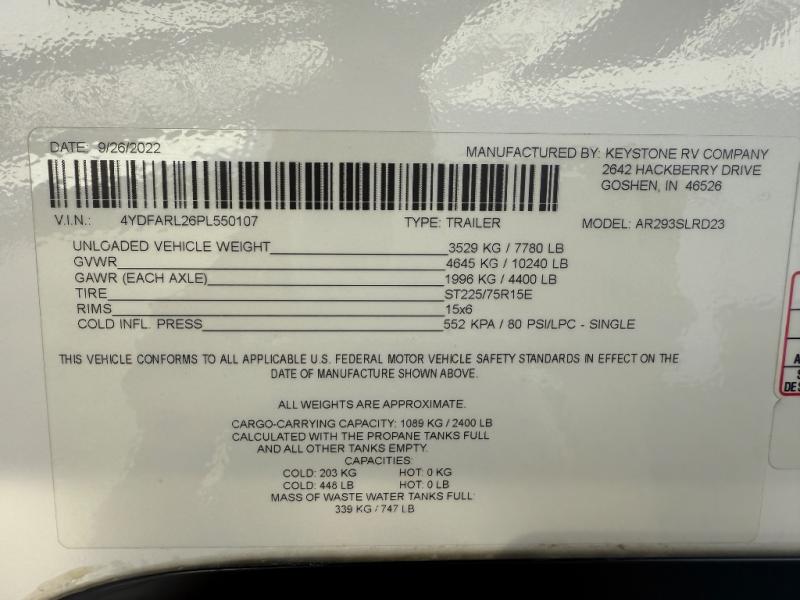 DATE: 9/26/2022
MANUFACTURED BY: KEYSTONE RV COMPANY
2642 HACKBERRY DRIVE
GOSHEN, IN 46526
V.I.N.: 4YDFARL26PL550107 TYPE: TRAILER MODEL: AR293SLRD23
UNLOADED VEHICLE WEIGHT 3529 KG / 7780 LB
GVWR 4645 KG / 10240 LB
GAWR (EACH AXLE) 1996 KG / 4400 LB
TIRE ST225/75R15E
RIMS 15x6
COLD INFL. PRESS 552 KPA / 80 PSI/LPC - SINGLE
THIS VEHICLE CONFORMS TO ALL APPLICABLE U.S. FEDERAL MOTOR VEHICLE SAFETY STANDARDS IN EFFECT ON THE
DATE OF MANUFACTURE SHOWN ABOVE.
ALL WEIGHTS ARE APPROXIMATE.
CARGO-CARRYING CAPACITY: 1089 KG / 2400 LB
CALCULATED WITH THE PROPANE TANKS FULL
AND ALL OTHER TANKS EMPTY.
CAPACITIES:
COLD: 203 KG HOT: 0 KG
COLD: 448 LB HOT: 0 LB
MASS OF WASTE WATER TANKS FULL:
339 KG / 747 LB